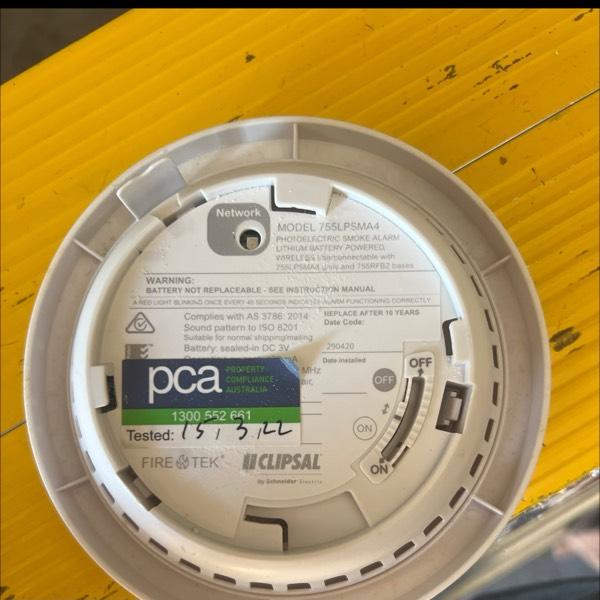 Network
MODEL 755LPSMA4
PHOTOELECTRIC SMOKE ALARM
LITHIUM BATTERY POWERED,
WIRELESS interconnectable with
755LPSMA4 units and 755RFB2 bases
WARNING:
BATTERY NOT REPLACEABLE - SEE INSTRUCTION MANUAL
A RED LIGHT BLINKING ONCE EVERY 40 SECONDS INDICATES ALARM FUNCTIONING CORRECTLY
Complies with AS 3786: 2014
Sound pattern to ISO 8201
Suitable for normal shipping/mailing
Battery: sealed-in DC 3V
REPLACE AFTER 10 YEARS
Date Code:
290420
Date installed
MHz
air,
pca
PROPERTY
COMPLIANCE
AUSTRALIA
1300 552 661
Tested: 15, 3, 22
OFF
OFF
ON
ON
FIRE TEK®
CLIPSAL
by Schneider Electric